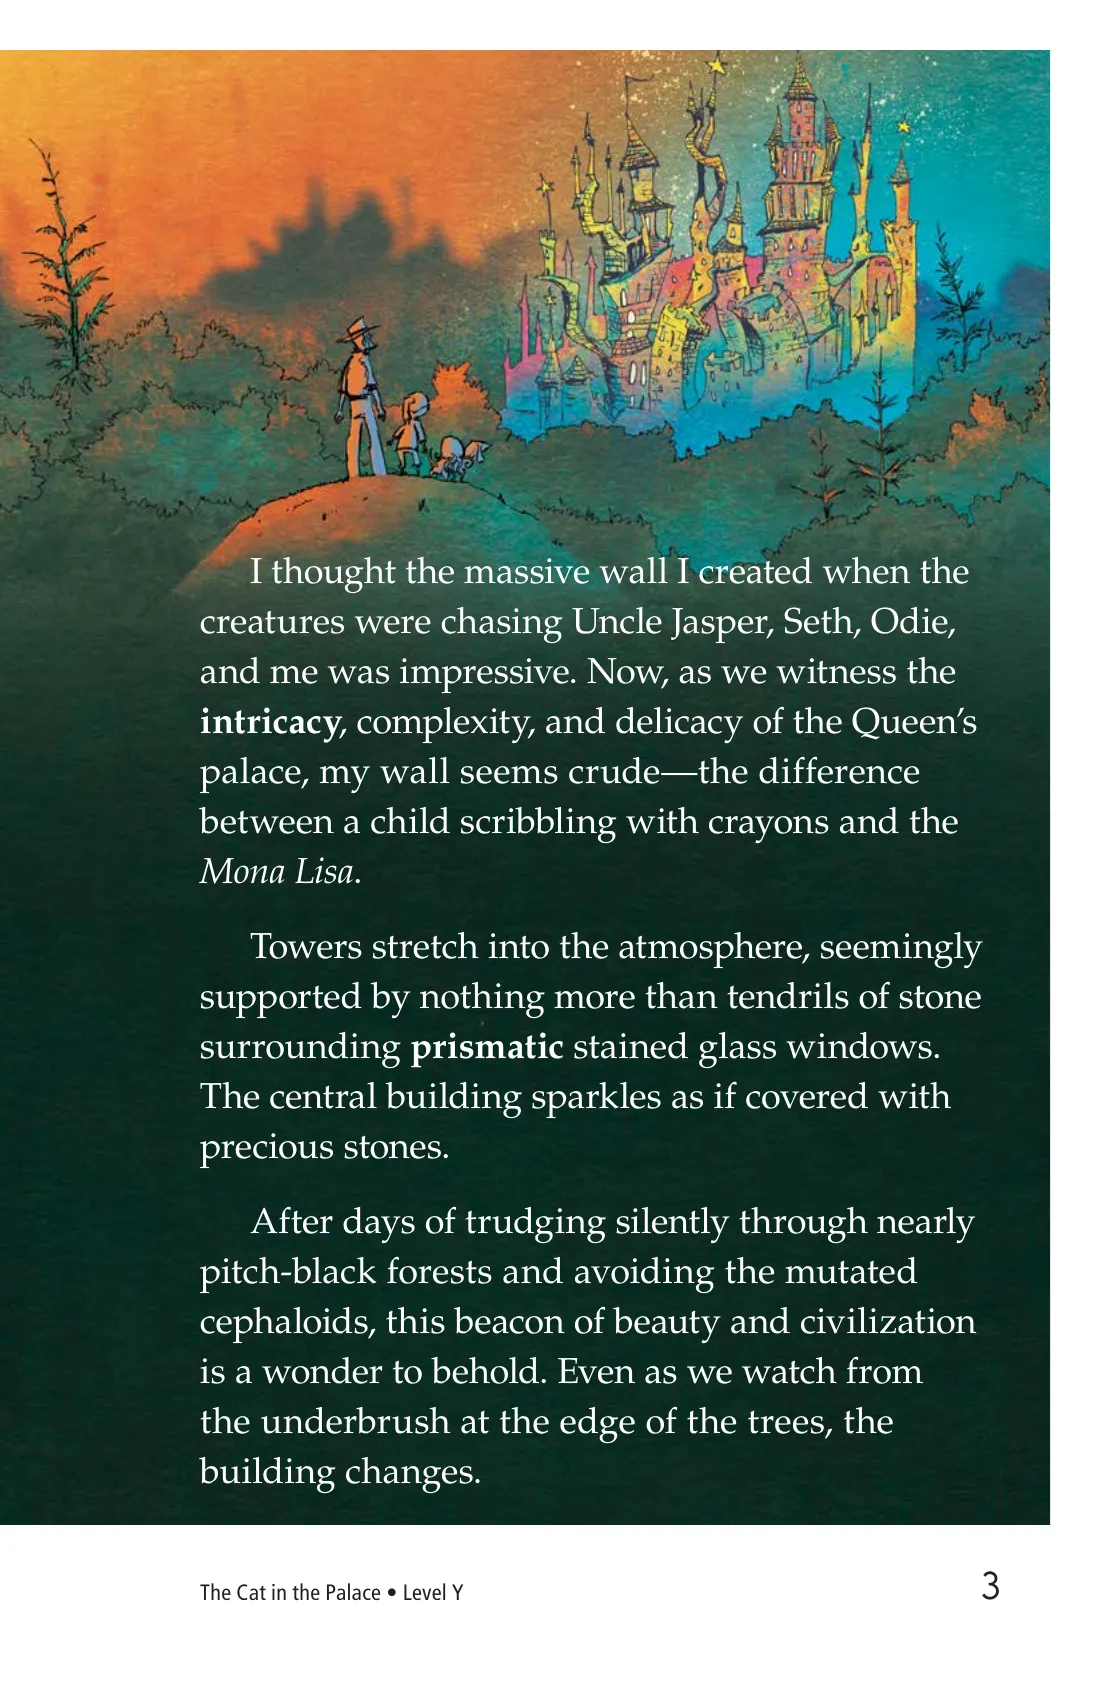 I thought the massive wall I created when the
creatures were chasing Uncle Jasper, Seth, Odie,
and me was impressive. Now, as we witness the
intricacy, complexity, and delicacy of the Queen’s
palace, my wall seems crude—the difference
between a child scribbling with crayons and the
Mona Lisa.
Towers stretch into the atmosphere, seemingly
supported by nothing more than tendrils of stone
surrounding prismatic stained glass windows.
The central building sparkles as if covered with
precious stones.
After days of trudging silently through nearly
pitch-black forests and avoiding the mutated
cephaloids, this beacon of beauty and civilization
is a wonder to behold. Even as we watch from
the underbrush at the edge of the trees, the
building changes.
The Cat in the Palace • Level Y
3